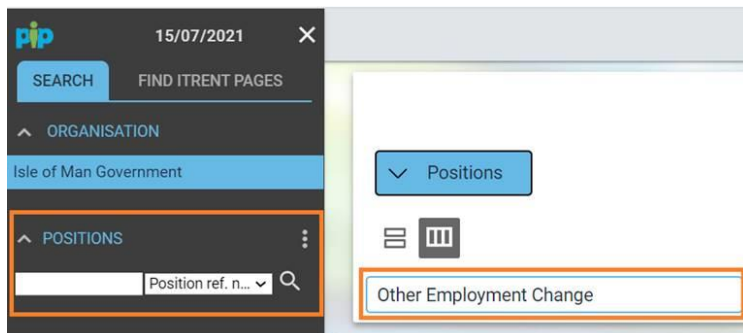 pip 15/07/2021
SEARCH FIND ITRENT PAGES
ORGANISATION
Isle of Man Government
Positions
POSITIONS
Position ref. n...
Other Employment Change